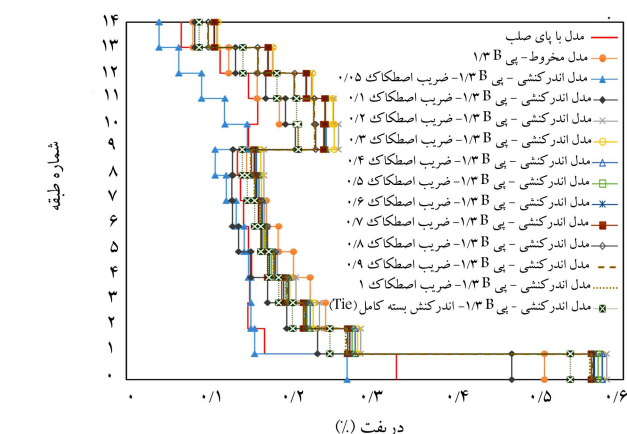 مدل با پای صلب
مدل مخروط- پی ۱/۳ B
مدل اندرکنشی - پی ۱/۳ B- ضریب اصطکاک ۰/۰۵
مدل اندرکنشی - پی ۱/۳ B- ضریب اصطکاک ۰/۱
مدل اندرکنشی - پی ۱/۳ B- ضریب اصطکاک ۰/۲
مدل اندرکنشی - پی ۱/۳ B- ضریب اصطکاک ۰/۳
مدل اندرکنشی - پی ۱/۳ B- ضریب اصطکاک ۰/۴
مدل اندرکنشی - پی ۱/۳ B- ضریب اصطکاک ۰/۵
مدل اندرکنشی - پی ۱/۳ B- ضریب اصطکاک ۰/۶
مدل اندرکنشی - پی ۱/۳ B- ضریب اصطکاک ۰/۷
مدل اندرکنشی - پی ۱/۳ B- ضریب اصطکاک ۰/۸
مدل اندرکنشی - پی ۱/۳ B- ضریب اصطکاک ۰/۹
مدل اندرکنشی - پی ۱/۳ B- ضریب اصطکاک ۱
مدل اندرکنشی - پی ۱/۳ B- اندرکنش بسته کامل (Tie)
شماره طبقه
۱۴
۱۳
۱۲
۱۱
۱۰
۹
۸
۷
۶
۵
۴
۳
۲
۱
۰
۰ ۰/۱ ۰/۲ ۰/۳ ۰/۴ ۰/۵ ۰/۶
دریفت (٪)